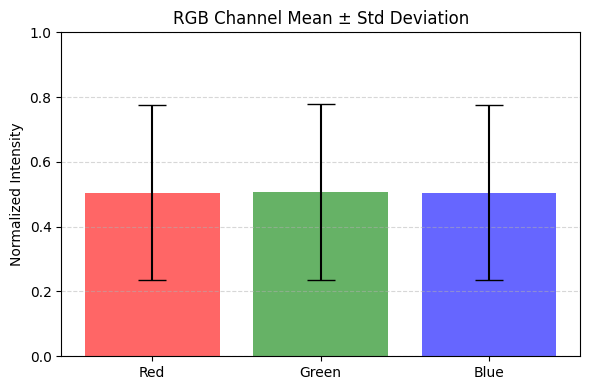 RGB Channel Mean ± Std Deviation
Normalized Intensity
1.0
0.8
0.6
0.4
0.2
0.0
Red Green Blue